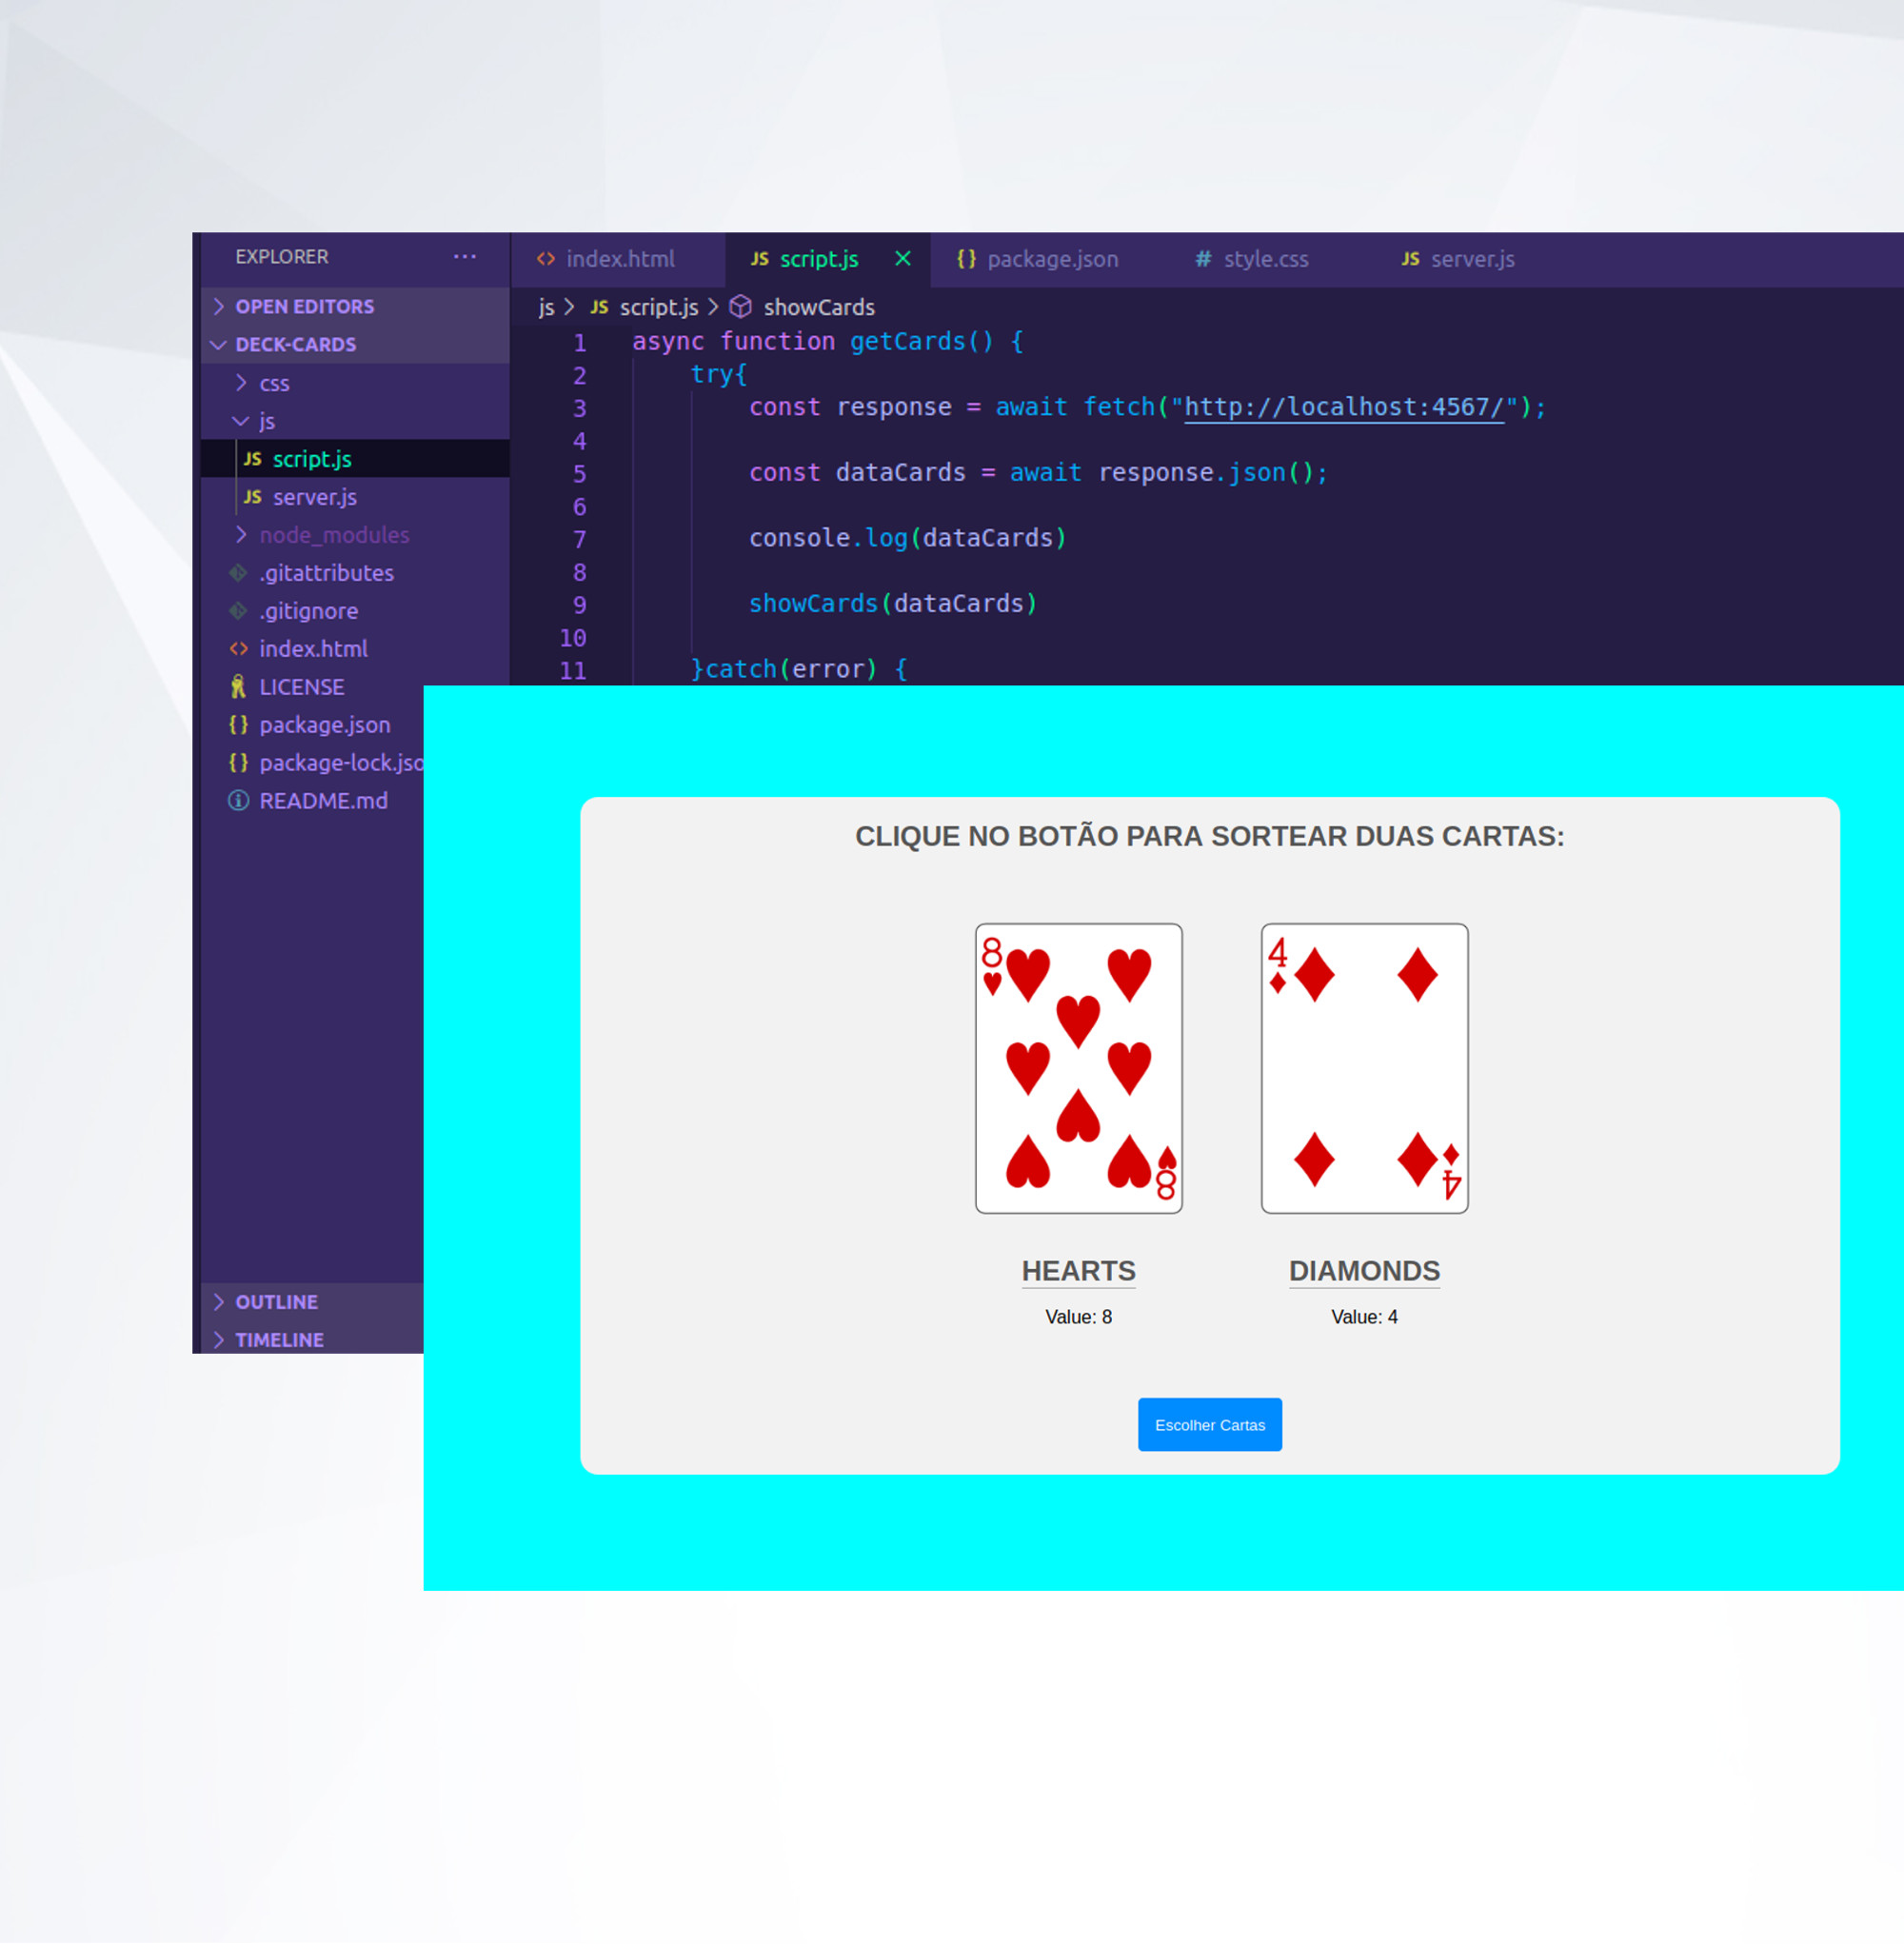 EXPLORER
OPEN EDITORS
DECK-CARDS
css
js
JS script.js
JS server.js
node_modules
.gitattributes
.gitignore
<> index.html
LICENSE
{} package.json
{} package-lock.jso
README.md
OUTLINE
TIMELINE
<> index.html JS script.js {} package.json # style.css JS server.js
js > JS script.js > showCards
1 async function getCards() {
2 try{
3 const response = await fetch("http://localhost:4567/");
4
5 const dataCards = await response.json();
6
7 console.log(dataCards)
8
9 showCards(dataCards)
10
11 }catch(error) {
CLIQUE NO BOTÃO PARA SORTEAR DUAS CARTAS:
8 4
8 4
HEARTS DIAMONDS
Value: 8 Value: 4
Escolher Cartas